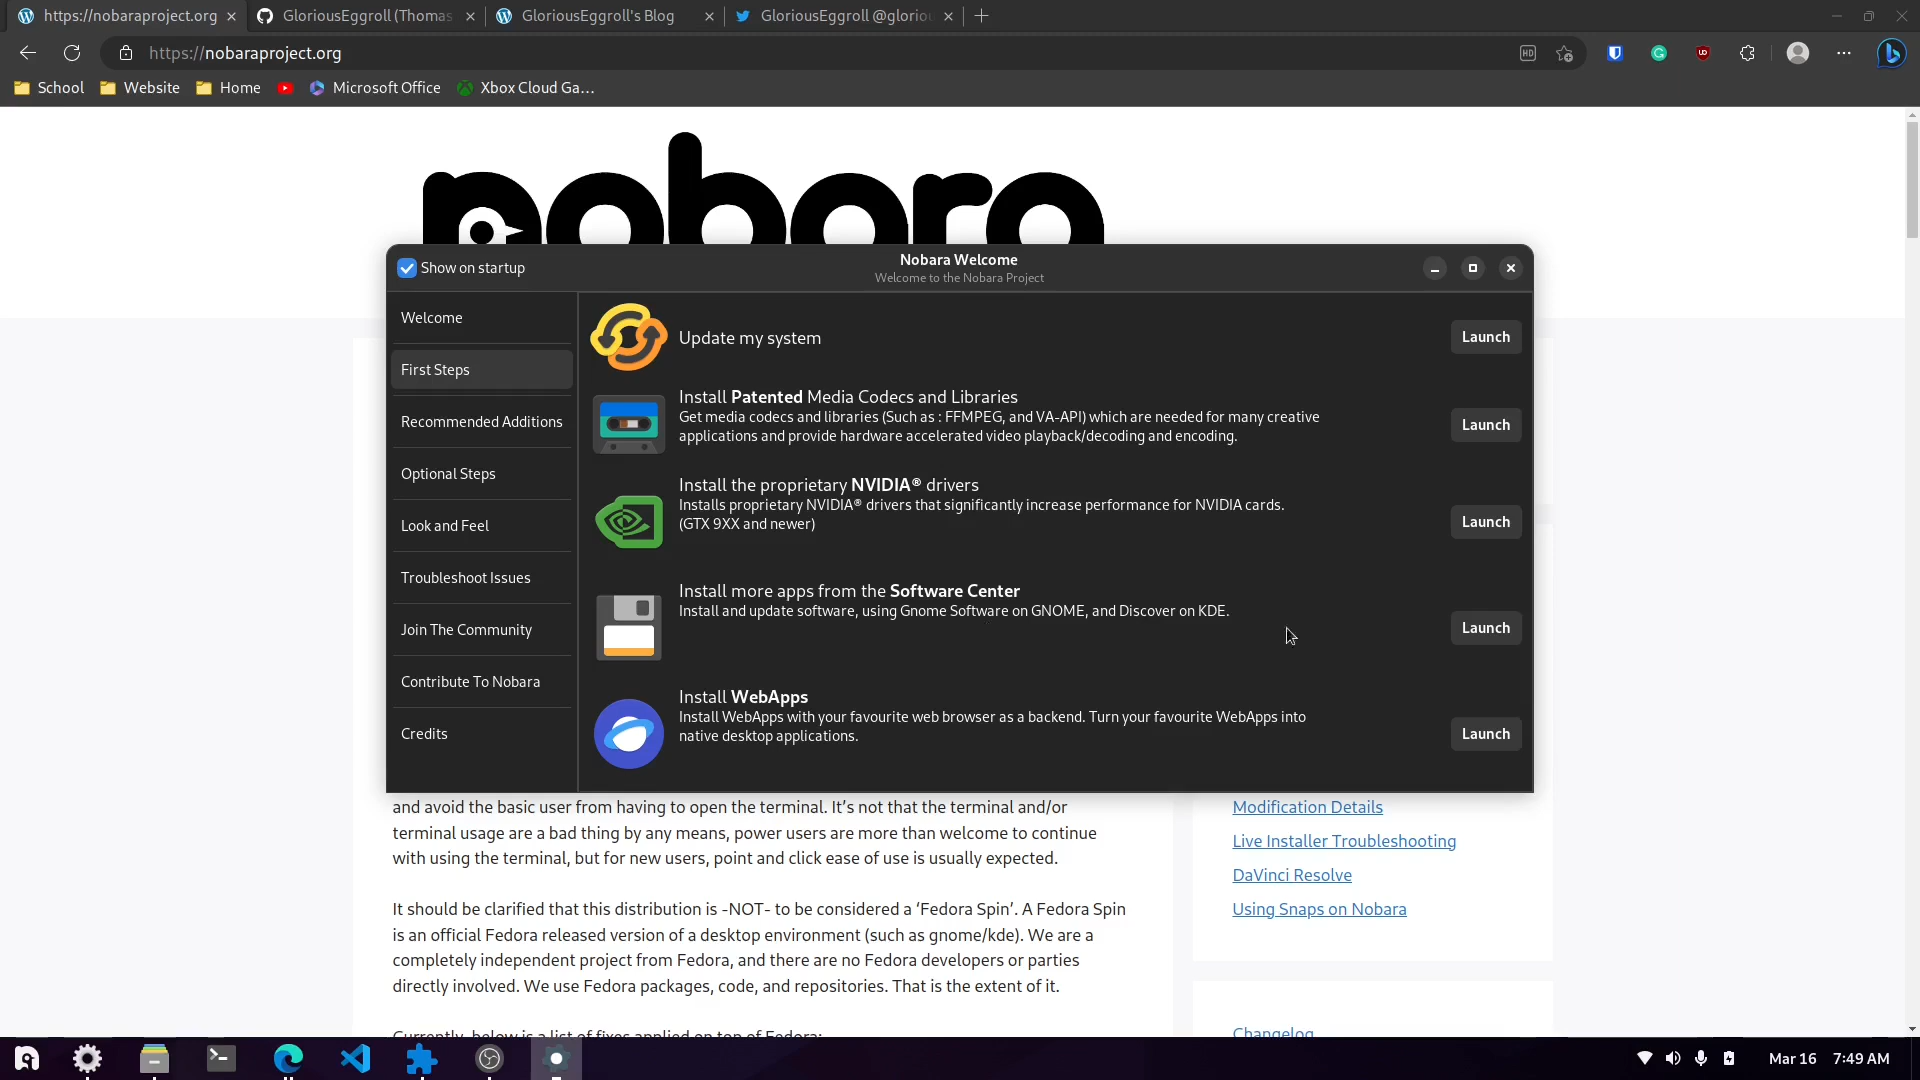 https://nobaraproject.org
GloriousEggroll (Thomas
GloriousEggroll's Blog
GloriousEggroll @glorio
https://nobaraproject.org
HD
School
Website
Home
Microsoft Office
Xbox Cloud Ga...
nobara
Show on startup
Nobara Welcome
Welcome to the Nobara Project
Welcome
First Steps
Recommended Additions
Optional Steps
Look and Feel
Troubleshoot Issues
Join The Community
Contribute To Nobara
Credits
Update my system
Launch
Install Patented Media Codecs and Libraries
Get media codecs and libraries (Such as : FFMPEG, and VA-API) which are needed for many creative
applications and provide hardware accelerated video playback/decoding and encoding.
Launch
Install the proprietary NVIDIA® drivers
Installs proprietary NVIDIA® drivers that significantly increase performance for NVIDIA cards.
(GTX 9XX and newer)
Launch
Install more apps from the Software Center
Install and update software, using Gnome Software on GNOME, and Discover on KDE.
Launch
Install WebApps
Install WebApps with your favourite web browser as a backend. Turn your favourite WebApps into
native desktop applications.
Launch
and avoid the basic user from having to open the terminal. It’s not that the terminal and/or
terminal usage are a bad thing by any means, power users are more than welcome to continue
with using the terminal, but for new users, point and click ease of use is usually expected.
It should be clarified that this distribution is -NOT- to be considered a ‘Fedora Spin’. A Fedora Spin
is an official Fedora released version of a desktop environment (such as gnome/kde). We are a
completely independent project from Fedora, and there are no Fedora developers or parties
directly involved. We use Fedora packages, code, and repositories. That is the extent of it.
Currently, below is a list of fixes applied on top of Fedora:
Modification Details
Live Installer Troubleshooting
DaVinci Resolve
Using Snaps on Nobara
Changelog
Mar 16 7:49 AM